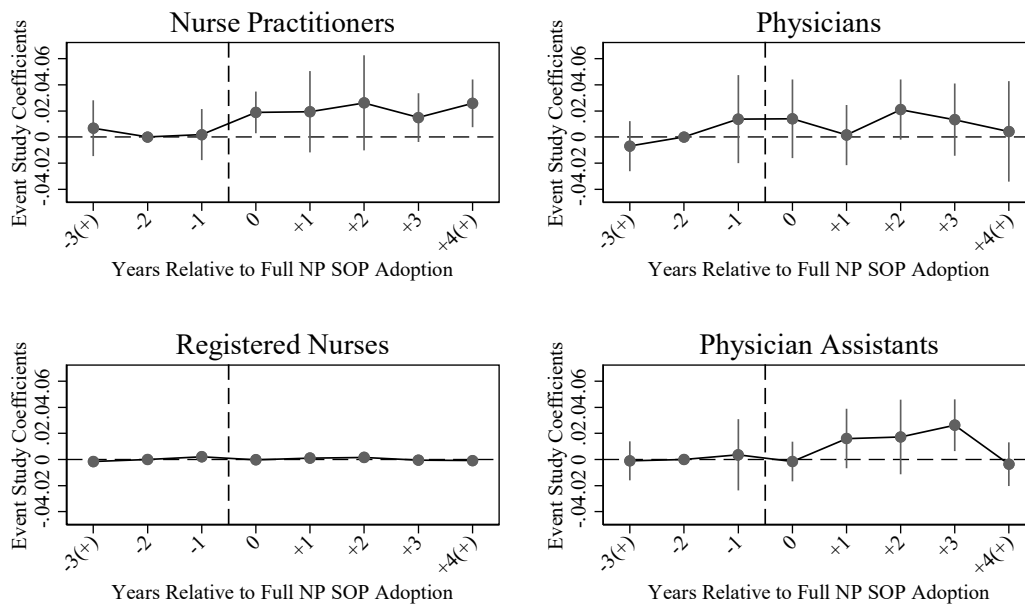 Nurse Practitioners
Event Study Coefficients
-.04.02 0 .02.04.06
-3(+) -2 -1 0 +1 +2 +3 +4(+)
Years Relative to Full NP SOP Adoption
Physicians
Event Study Coefficients
-.04.02 0 .02.04.06
-3(+) -2 -1 0 +1 +2 +3 +4(+)
Years Relative to Full NP SOP Adoption
Registered Nurses
Event Study Coefficients
-.04.02 0 .02.04.06
-3(+) -2 -1 0 +1 +2 +3 +4(+)
Years Relative to Full NP SOP Adoption
Physician Assistants
Event Study Coefficients
-.04.02 0 .02.04.06
-3(+) -2 -1 0 +1 +2 +3 +4(+)
Years Relative to Full NP SOP Adoption